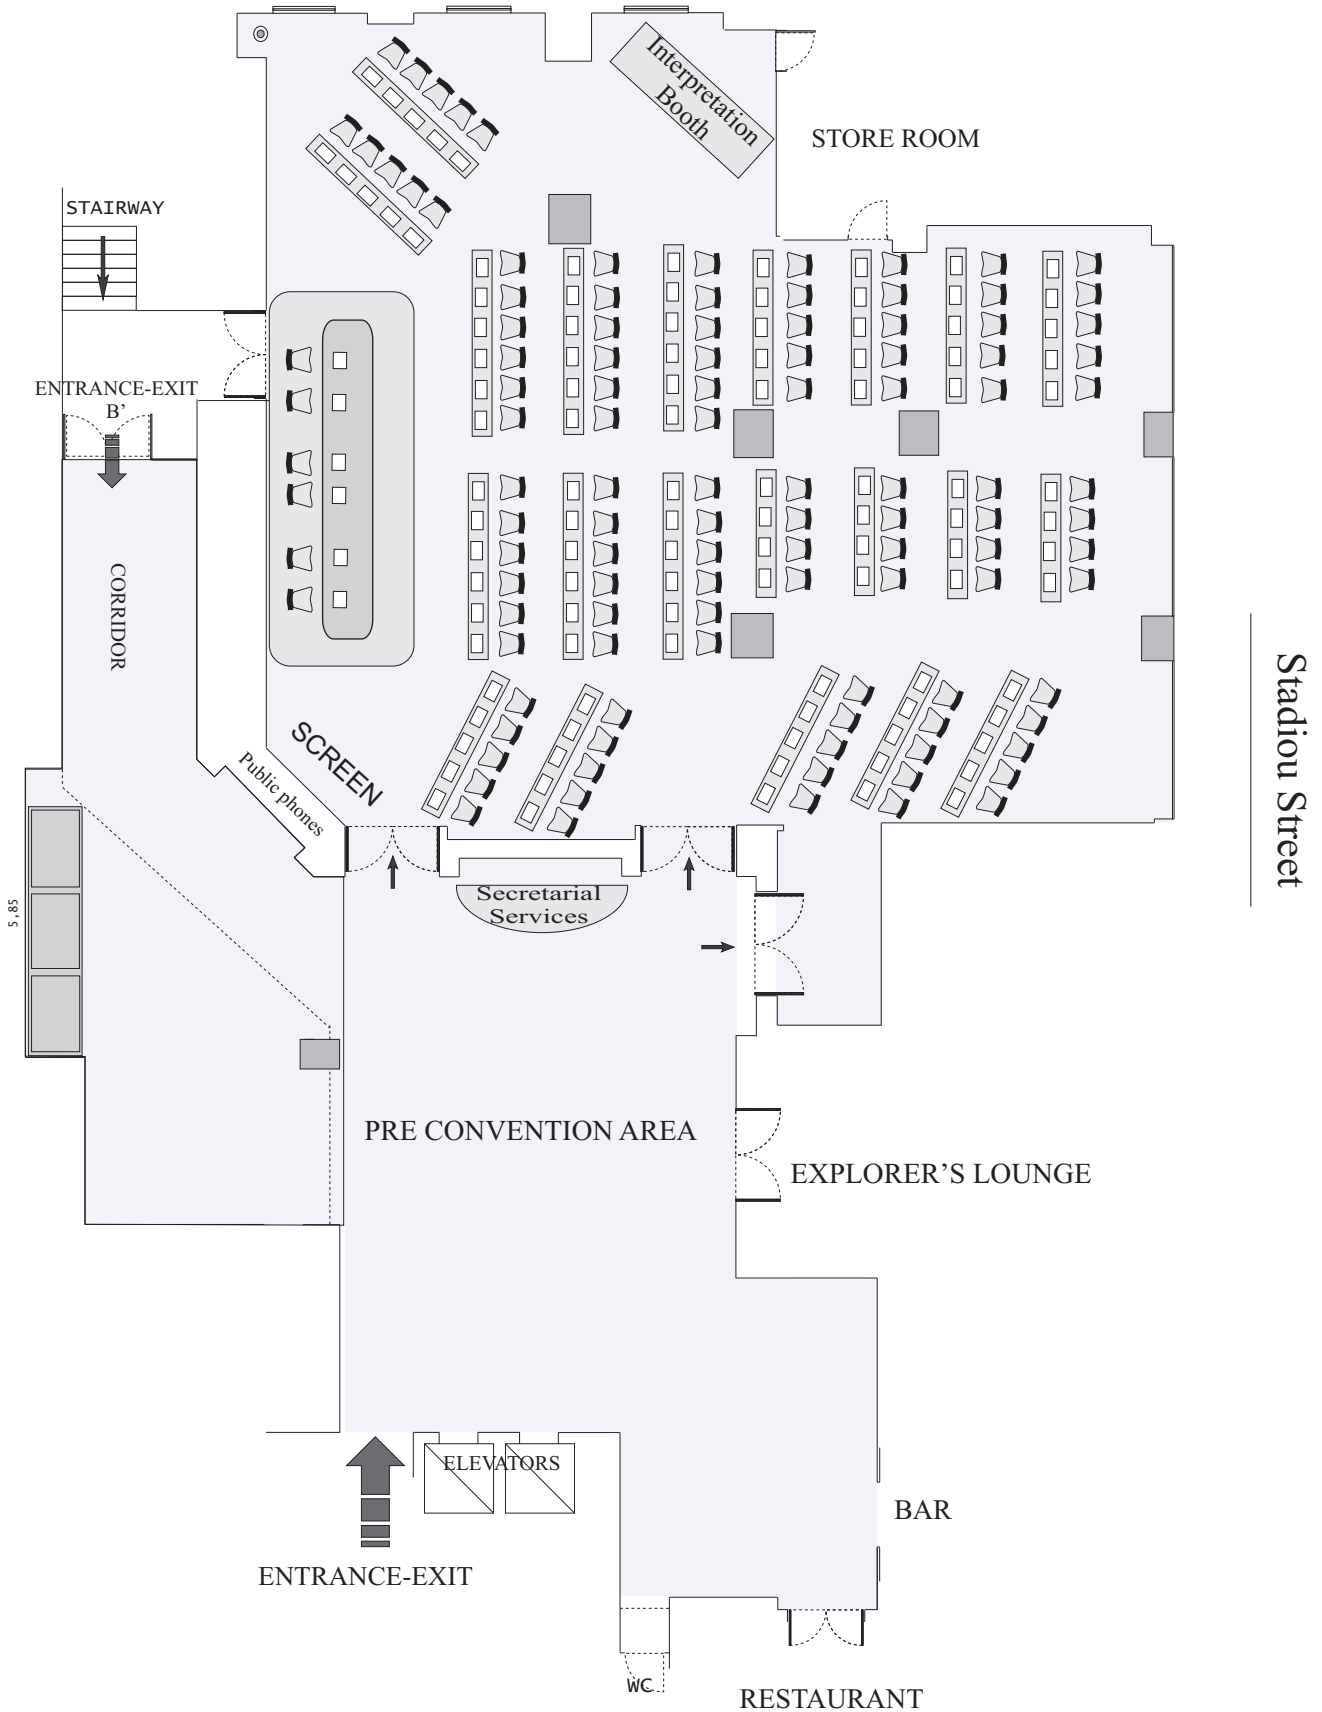 Interpretation
Booth
STORE ROOM
STAIRWAY
ENTRANCE-EXIT
B’
CORRIDOR
SCREEN
Public phones
Stadiou Street
Secretarial
Services
5,85
PRE CONVENTION AREA
EXPLORER’S LOUNGE
ELEVATORS
BAR
ENTRANCE-EXIT
WC
RESTAURANT